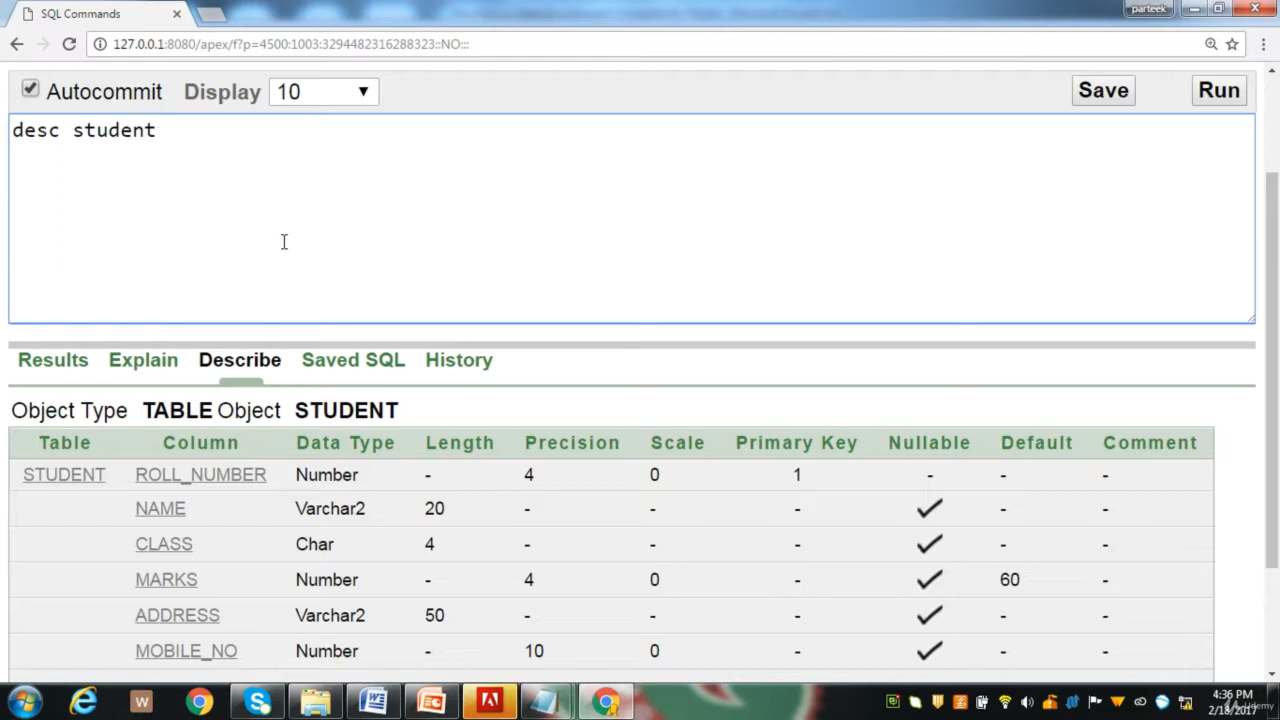 SQL Commands
parteek
127.0.0.1:8080/apex/f?p=4500:1003:3294482316288323::NO:::
Autocommit Display 10 Save Run
desc student
Results Explain Describe Saved SQL History
Object Type TABLE Object STUDENT
Table Column Data Type Length Precision Scale Primary Key Nullable Default Comment
STUDENT ROLL_NUMBER Number - 4 0 1 - - -
NAME Varchar2 20 - - - - -
CLASS Char 4 - - - - -
MARKS Number - 4 0 - 60 -
ADDRESS Varchar2 50 - - - - -
MOBILE_NO Number - 10 0 - - -
4:36 PM
2/18/2017
Udemy